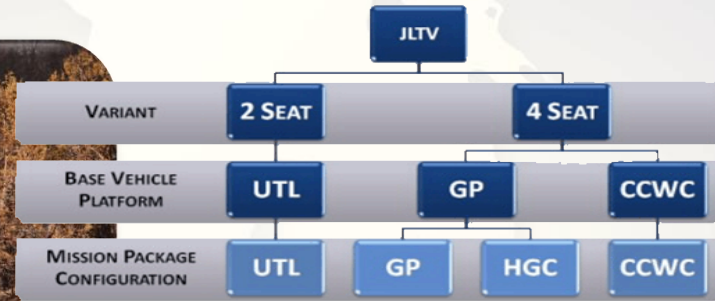 JLTV
VARIANT
2 SEAT
4 SEAT
BASE VEHICLE
PLATFORM
UTL
GP
CCWC
MISSION PACKAGE
CONFIGURATION
UTL
GP
HGC
CCWC